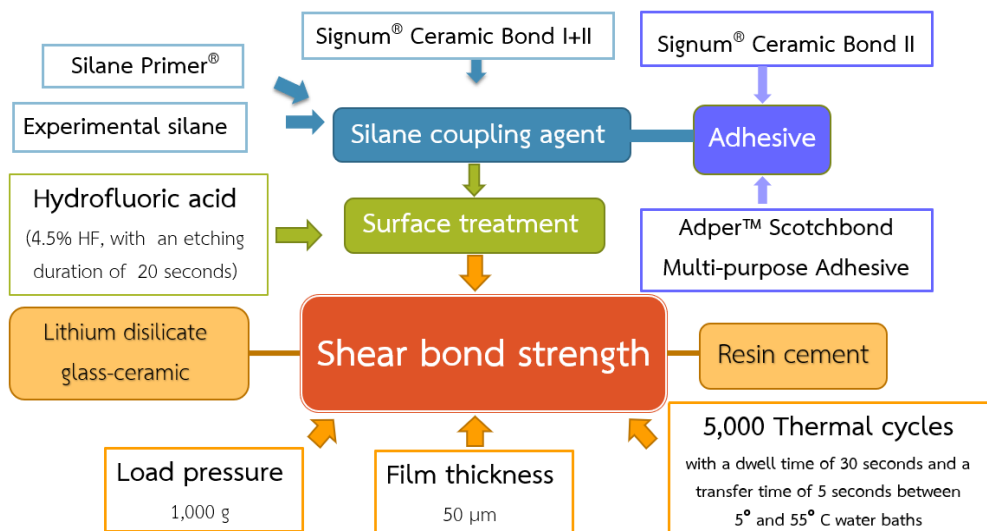 Signum® Ceramic Bond I+II
Signum® Ceramic Bond II
Silane Primer®
Experimental silane
Silane coupling agent
Adhesive
Hydrofluoric acid
(4.5% HF, with an etching
duration of 20 seconds)
Surface treatment
Adper™ Scotchbond
Multi-purpose Adhesive
Lithium disilicate
glass-ceramic
Shear bond strength
Resin cement
Load pressure
1,000 g
Film thickness
50 µm
5,000 Thermal cycles
with a dwell time of 30 seconds and a
transfer time of 5 seconds between
5° and 55° C water baths